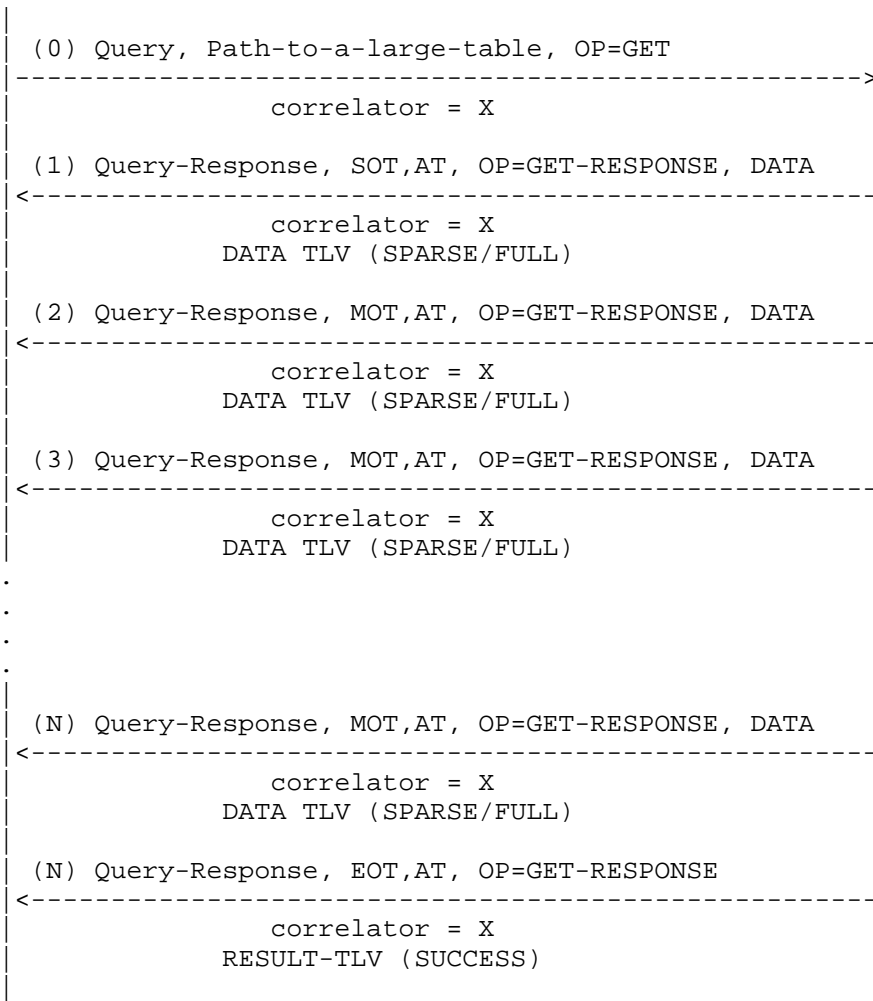 |
| (0) Query, Path-to-a-large-table, OP=GET
|----------------------------------------------------->
| correlator = X
|
| (1) Query-Response, SOT,AT, OP=GET-RESPONSE, DATA
|<-----------------------------------------------------
| correlator = X
| DATA TLV (SPARSE/FULL)
|
| (2) Query-Response, MOT,AT, OP=GET-RESPONSE, DATA
|<-----------------------------------------------------
| correlator = X
| DATA TLV (SPARSE/FULL)
|
| (3) Query-Response, MOT,AT, OP=GET-RESPONSE, DATA
|<-----------------------------------------------------
| correlator = X
| DATA TLV (SPARSE/FULL)
.
.
.
.
|
| (N) Query-Response, MOT,AT, OP=GET-RESPONSE, DATA
|<-----------------------------------------------------
| correlator = X
| DATA TLV (SPARSE/FULL)
|
| (N) Query-Response, EOT,AT, OP=GET-RESPONSE
|<-----------------------------------------------------
| correlator = X
| RESULT-TLV (SUCCESS)
|